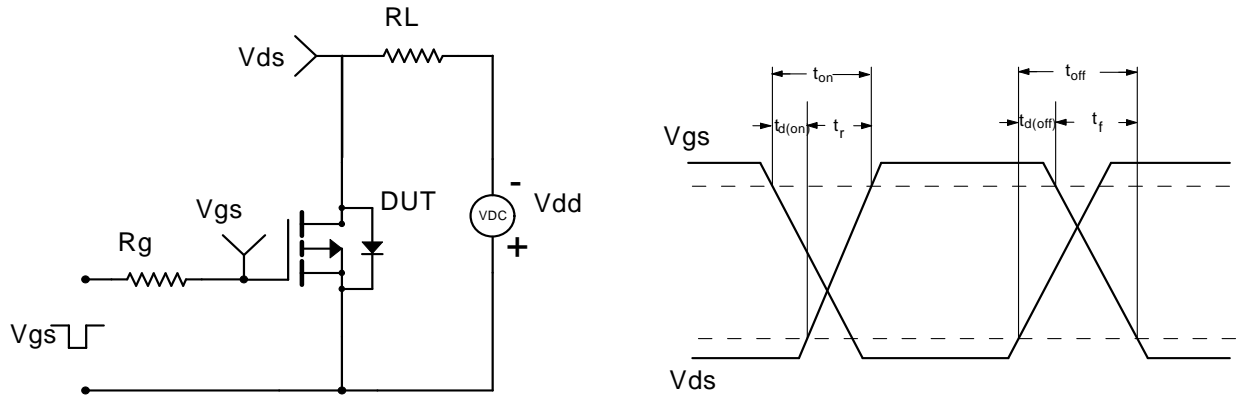 RL
Vds
Vgs
DUT
-
VDC
Vdd
+
Rg
Vgs
ton
toff
td(on)
tr
td(off)
tf
Vgs
Vds